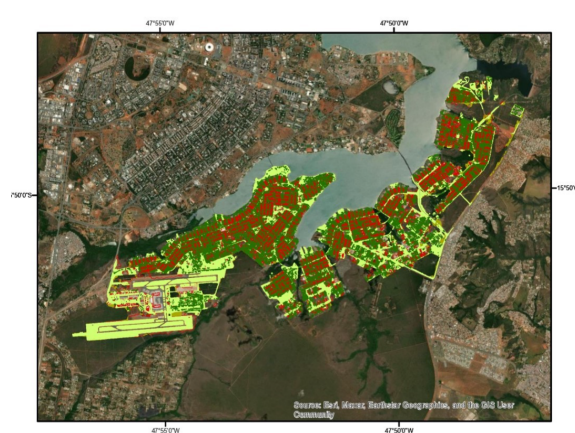 47°55'0"W
47°50'0"W
7°50'0"S
15°50'
Source: Esri, Maxar, Earthstar Geographics, and the GIS User
Community
47°55'0"W
47°50'0"W